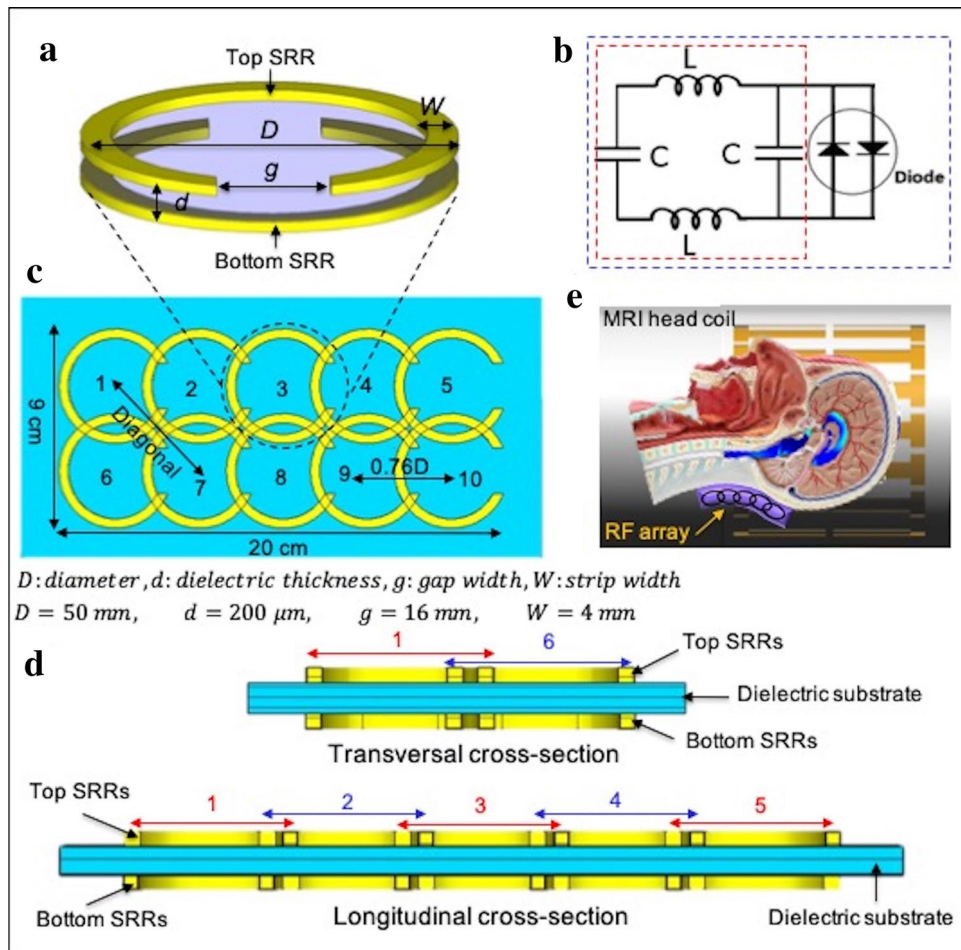 a
Top SRR
W
D
g
d
Bottom SRR
b
L
C
C
Diode
L
c
1
2
3
4
5
Diagonal
9 cm
6
7
8
9
0.76D
10
20 cm
e
MRI head coil
RF array
D:diameter,d:dielectric thickness,g:gap width,W:strip width
D = 50 mm, d = 200 μm, g = 16 mm, W = 4 mm
d
1
6
Top SRRs
Dielectric substrate
Bottom SRRs
Transversal cross-section
Top SRRs
1
2
3
4
5
Bottom SRRs
Longitudinal cross-section
Dielectric substrate